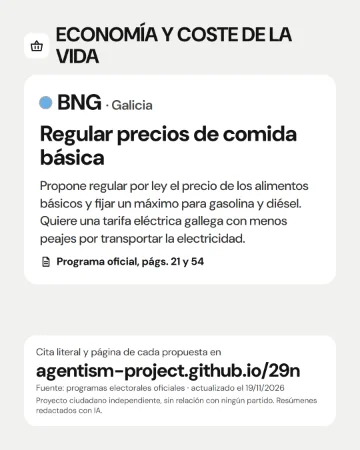 ECONOMÍA Y COSTE DE LA
VIDA
BNG · Galicia
Regular precios de comida
básica
Propone regular por ley el precio de los alimentos
básicos y fijar un máximo para gasolina y diésel.
Quiere una tarifa eléctrica gallega con menos
peajes por transportar la electricidad.
Programa oficial, págs. 21 y 54
Cita literal y página de cada propuesta en
agentism-project.github.io/29n
Fuente: programas electorales oficiales · actualizado el 19/11/2026
Proyecto ciudadano independiente, sin relación con ningún partido. Resúmenes
redactados con IA.